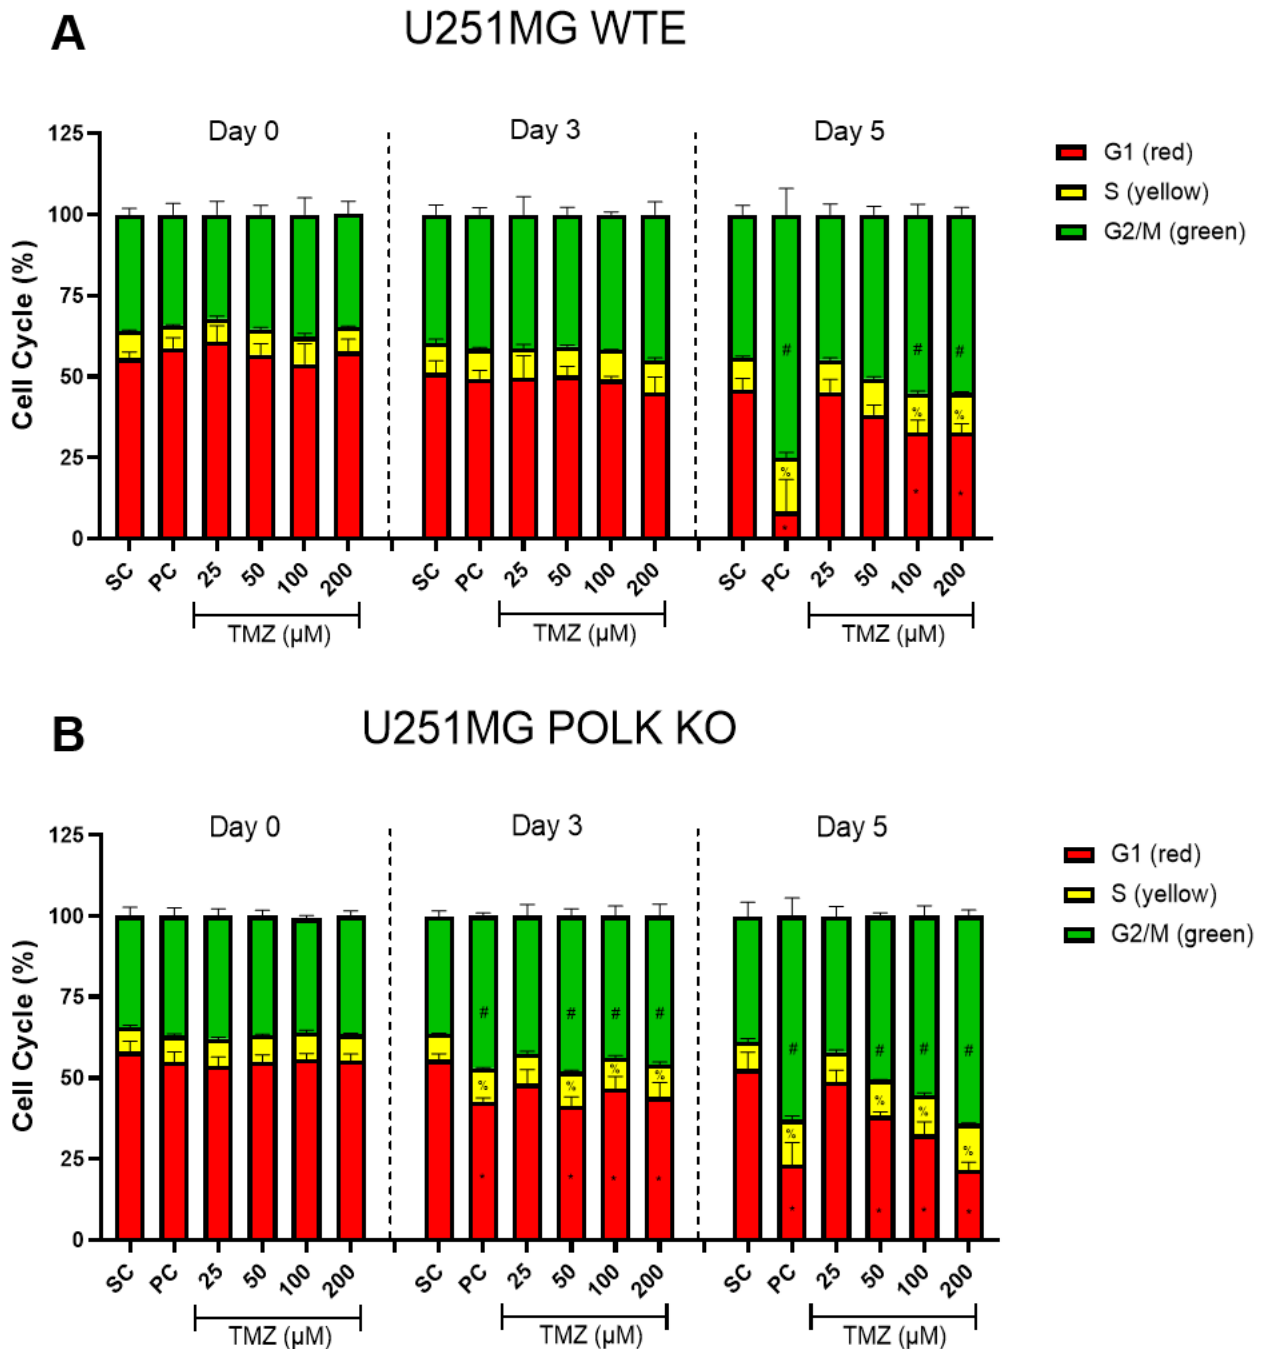 A
U251MG WTE
Day 0 Day 3 Day 5
125
100
75
50
25
0
Cell Cycle (%)
G1 (red)
S (yellow)
G2/M (green)
# # #
% % %
* * *
SC PC 25 50 100 200 SC PC 25 50 100 200 SC PC 25 50 100 200
TMZ (µM) TMZ (µM) TMZ (µM)
B
U251MG POLK KO
Day 0 Day 3 Day 5
125
100
75
50
25
0
Cell Cycle (%)
G1 (red)
S (yellow)
G2/M (green)
# # # # # # # #
% % % % % % % %
* * * * * * * *
SC PC 25 50 100 200 SC PC 25 50 100 200 SC PC 25 50 100 200
TMZ (µM) TMZ (µM) TMZ (µM)